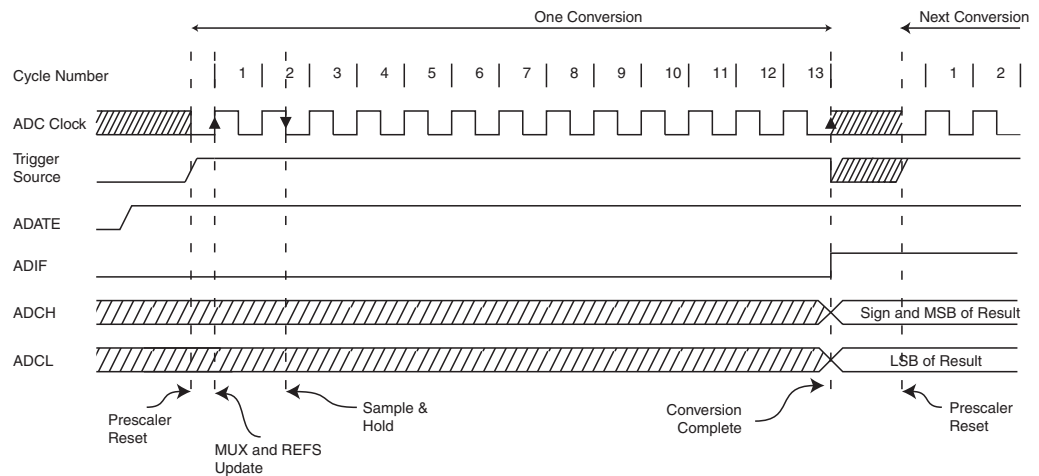 One Conversion
Next Conversion
Cycle Number
1 2 3 4 5 6 7 8 9 10 11 12 13 1 2
ADC Clock
Trigger
Source
ADATE
ADIF
ADCH
Sign and MSB of Result
ADCL
LSB of Result
Prescaler
Reset
MUX and REFS
Update
Sample &
Hold
Conversion
Complete
Prescaler
Reset